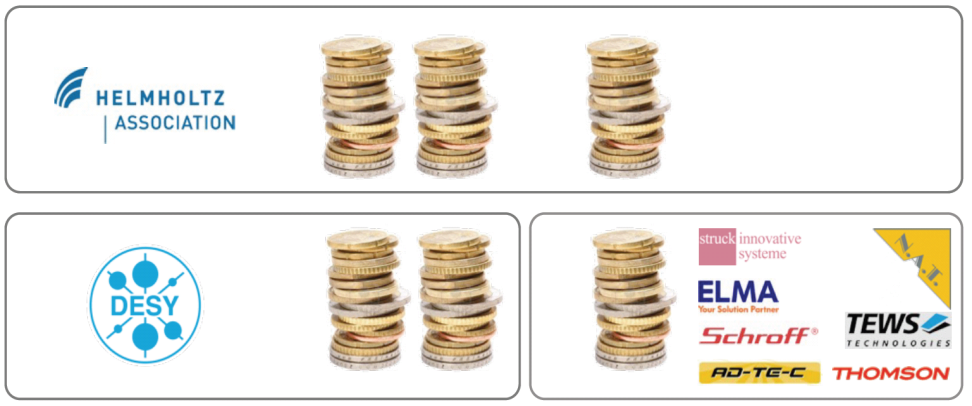 HELMHOLTZ
ASSOCIATION
DESY
struck innovative
systeme
N.A.T.
ELMA
Your Solution Partner
Schroff®
TEWS
TECHNOLOGIES
AD-TE-C
THOMSON